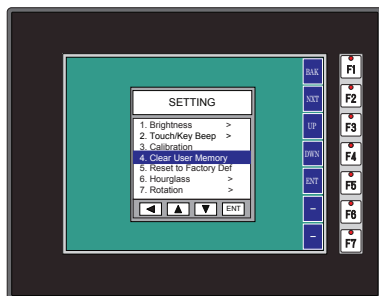 SETTING
1. Brightness >
2. Touch/Key Beep >
3. Calibration
4. Clear User Memory
5. Reset to Factory Def
6. Hourglass >
7. Rotation >
ENT
BAK
NXT
UP
DWN
ENT
–
–
F1
F2
F3
F4
F5
F6
F7